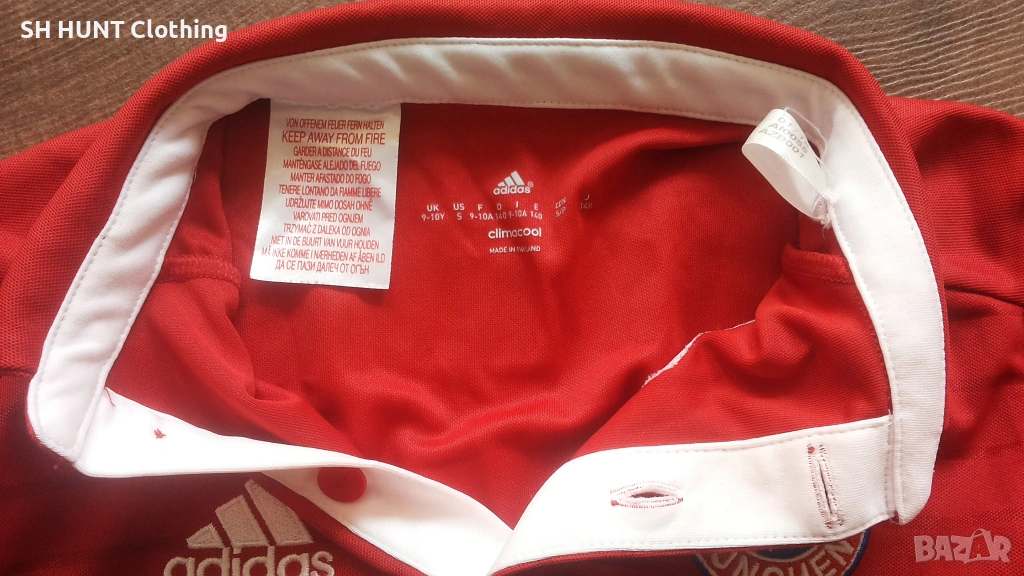 SH HUNT Clothing
VON OFFENEM FEUER FERN HALTEN
KEEP AWAY FROM FIRE
GARDER A DISTANCE DU FEU
MANTÉNGASE ALEJADO DEL FUEGO
MANTER AFASTADO DO FOGO
TENERE LONTANO DA FIAMME LIBERE
UDRŽUJTE MIMO DOSAH OHNĚ
VAROVATI PRED OGNJEM
TRZYMAĆ Z DALEKA OD OGNIA
NIET IN DE BUURT VAN VUUR HOUDEN
MÅ IKKE KOMME I NÆRHEDEN AF ÅBEN ILD
ДА СЕ ПАЗИ ДАЛЕЧ ОТ ОГЪН
adidas
UK US F D I E CHN J
9-10Y S 9-10A 140 9-10A 140
climacool
MADE IN THAILAND
adidas
BAZAR